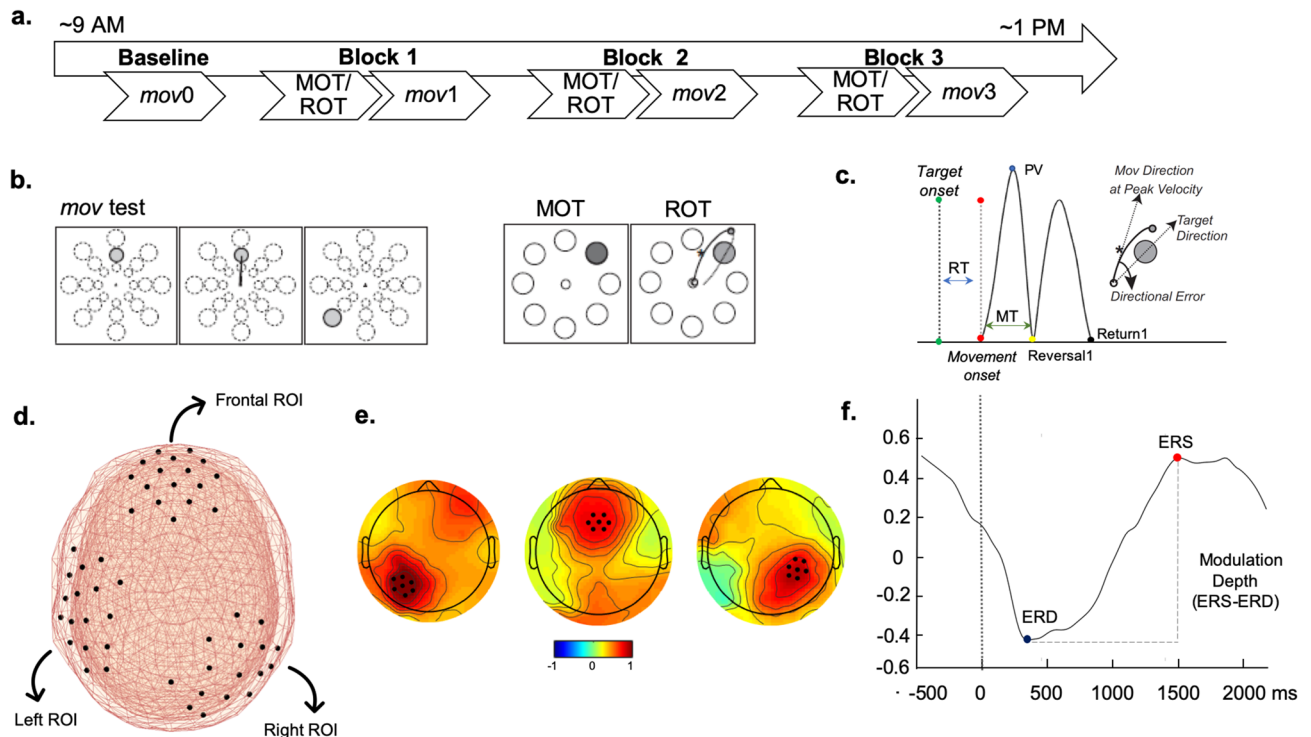 a.
~9 AM
~1 PM
Baseline
Block 1
Block 2
Block 3
mov0
MOT/
ROT
mov1
MOT/
ROT
mov2
MOT/
ROT
mov3
b.
mov test
MOT
ROT
c.
Target
onset
PV
RT
MT
Movement
onset
Reversal1
Return1
Mov Direction
at Peak Velocity
Target
Direction
Directional Error
*
d.
Frontal ROI
Left ROI
Right ROI
e.
-1 0 1
f.
0.6
0.4
0.2
0
-0.2
-0.4
-0.6
ERS
ERD
Modulation
Depth
(ERS-ERD)
-500 0 500 1000 1500 2000 ms